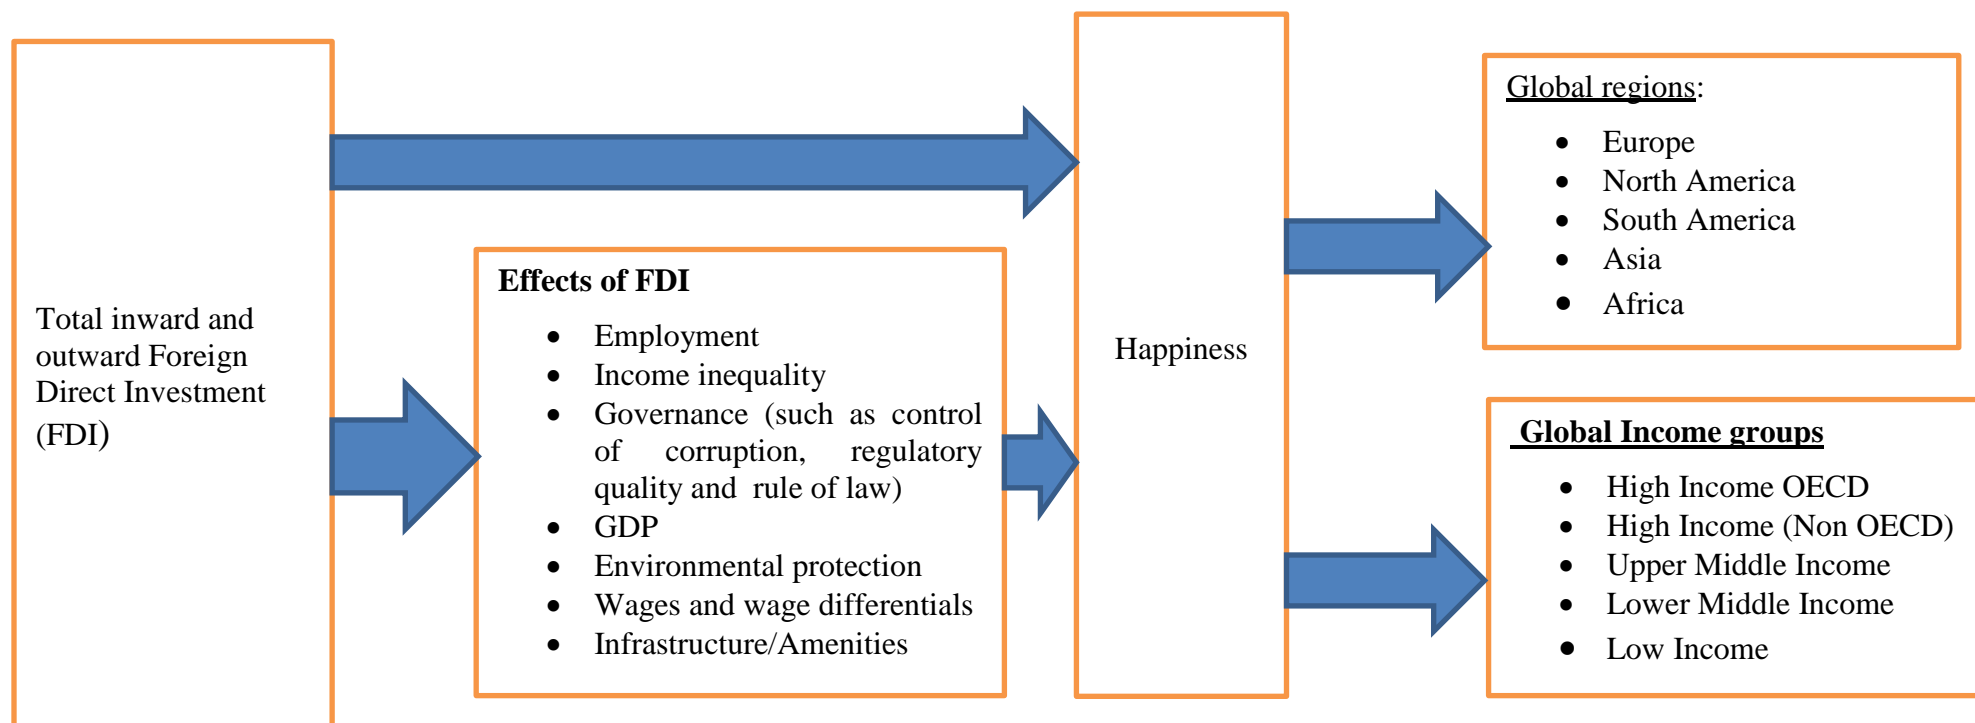 Total inward and
outward Foreign
Direct Investment
(FDI)
Effects of FDI
• Employment
• Income inequality
• Governance (such as control
of corruption, regulatory
quality and rule of law)
• GDP
• Environmental protection
• Wages and wage differentials
• Infrastructure/Amenities
Happiness
Global regions:
• Europe
• North America
• South America
• Asia
• Africa
Global Income groups
• High Income OECD
• High Income (Non OECD)
• Upper Middle Income
• Lower Middle Income
• Low Income